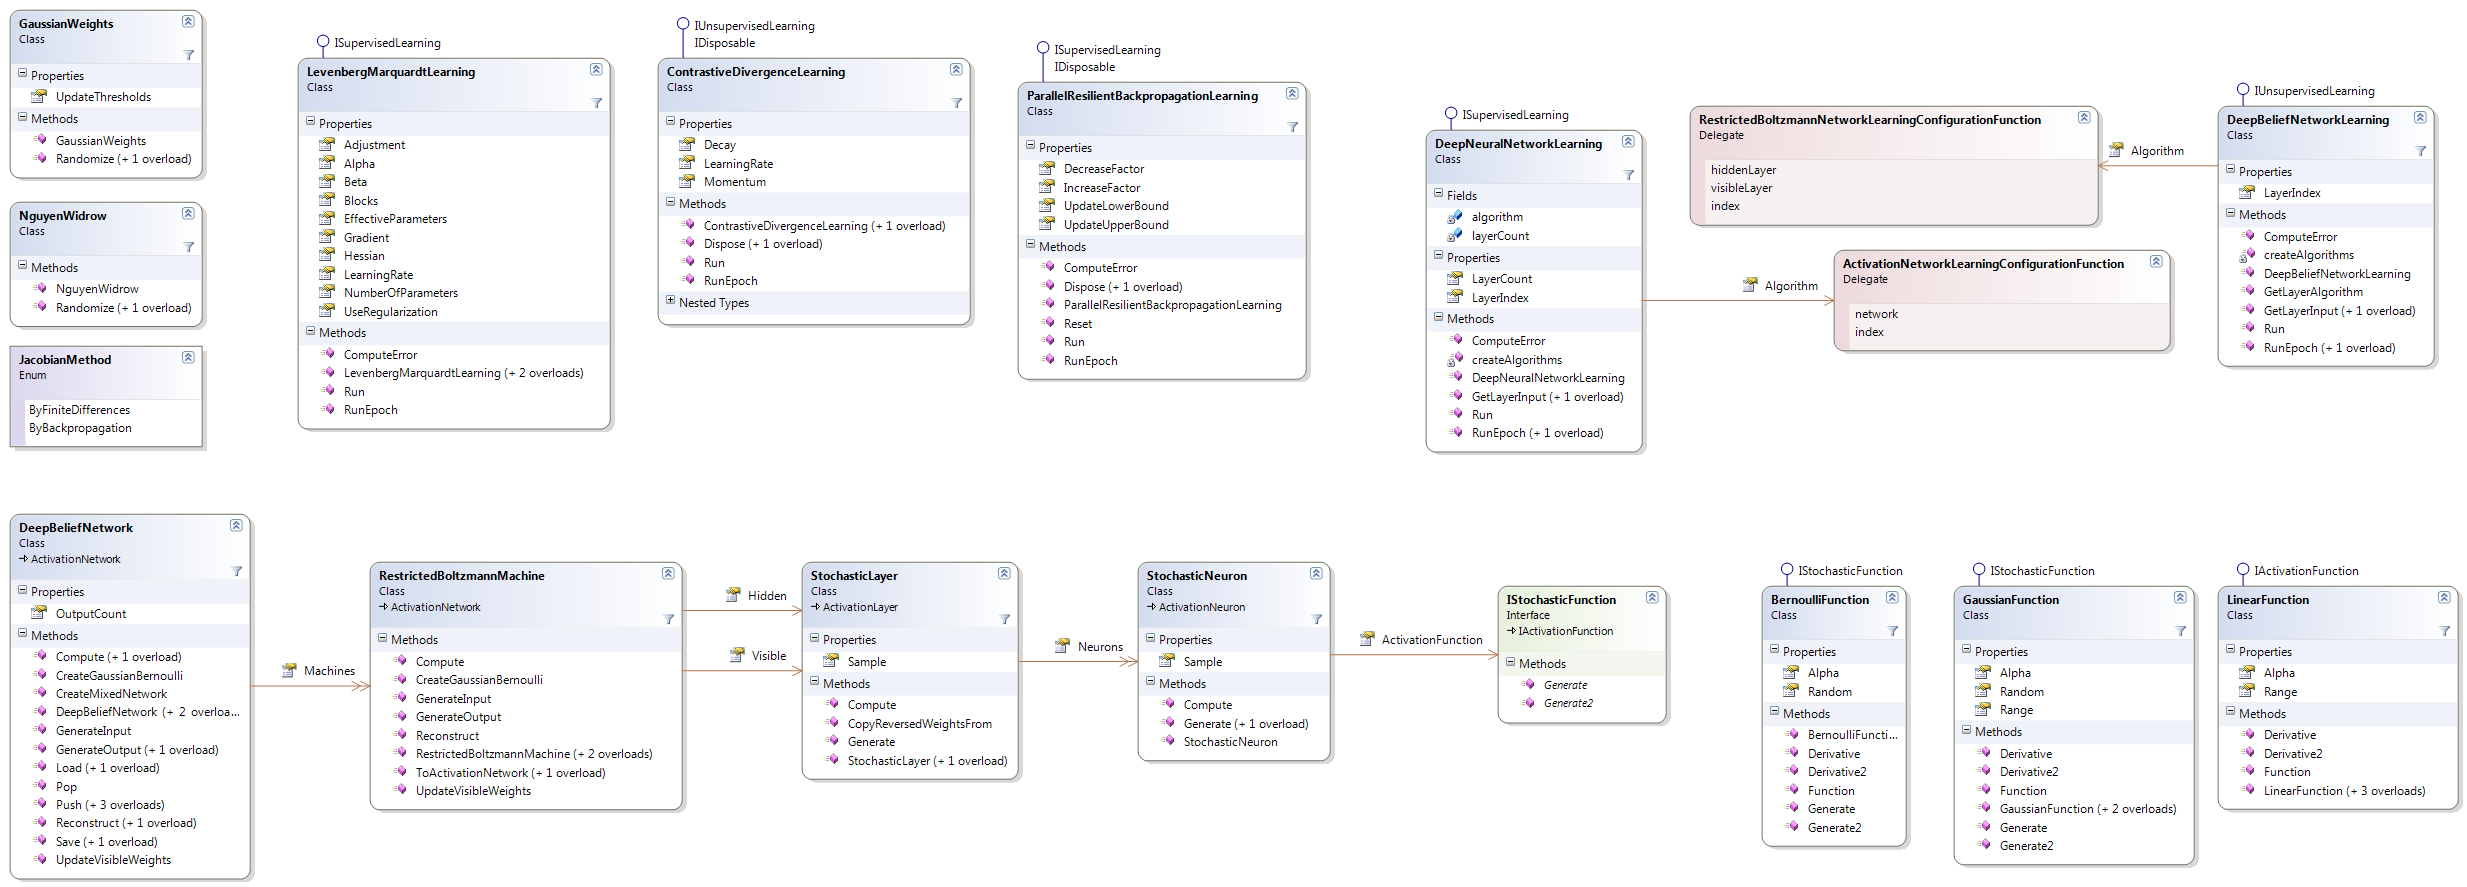 GaussianWeights
Class
Properties
UpdateThresholds
Methods
GaussianWeights
Randomize (+ 1 overload)
NguyenWidrow
Class
Methods
NguyenWidrow
Randomize (+ 1 overload)
JacobianMethod
Enum
ByFiniteDifferences
ByBackpropagation
ISupervisedLearning
LevenbergMarquardtLearning
Class
Properties
Adjustment
Alpha
Beta
Blocks
EffectiveParameters
Gradient
Hessian
LearningRate
NumberOfParameters
UseRegularization
Methods
ComputeError
LevenbergMarquardtLearning (+ 2 overloads)
Run
RunEpoch
IUnsupervisedLearning
IDisposable
ContrastiveDivergenceLearning
Class
Properties
Decay
LearningRate
Momentum
Methods
ContrastiveDivergenceLearning (+ 1 overload)
Dispose (+ 1 overload)
Run
RunEpoch
Nested Types
ISupervisedLearning
IDisposable
ParallelResilientBackpropagationLearning
Class
Properties
DecreaseFactor
IncreaseFactor
UpdateLowerBound
UpdateUpperBound
Methods
ComputeError
Dispose (+ 1 overload)
ParallelResilientBackpropagationLearning
Reset
Run
RunEpoch
ISupervisedLearning
DeepNeuralNetworkLearning
Class
Fields
algorithm
layerCount
Properties
LayerCount
LayerIndex
Methods
ComputeError
createAlgorithms
DeepNeuralNetworkLearning
GetLayerInput (+ 1 overload)
Run
RunEpoch (+ 1 overload)
Algorithm
RestrictedBoltzmannNetworkLearningConfigurationFunction
Delegate
hiddenLayer
visibleLayer
index
ActivationNetworkLearningConfigurationFunction
Delegate
network
index
Algorithm
IUnsupervisedLearning
DeepBeliefNetworkLearning
Class
Properties
LayerIndex
Methods
ComputeError
createAlgorithms
DeepBeliefNetworkLearning
GetLayerAlgorithm
GetLayerInput (+ 1 overload)
Run
RunEpoch (+ 1 overload)
DeepBeliefNetwork
Class
ActivationNetwork
Properties
OutputCount
Methods
Compute (+ 1 overload)
CreateGaussianBernoulli
CreateMixedNetwork
DeepBeliefNetwork (+ 2 overloa...
GenerateInput
GenerateOutput (+ 1 overload)
Load (+ 1 overload)
Pop
Push (+ 3 overloads)
Reconstruct (+ 1 overload)
Save (+ 1 overload)
UpdateVisibleWeights
Machines
RestrictedBoltzmannMachine
Class
ActivationNetwork
Methods
Compute
CreateGaussianBernoulli
GenerateInput
GenerateOutput
Reconstruct
RestrictedBoltzmannMachine (+ 2 overloads)
ToActivationNetwork (+ 1 overload)
UpdateVisibleWeights
Hidden
Visible
StochasticLayer
Class
ActivationLayer
Properties
Sample
Methods
Compute
CopyReversedWeightsFrom
Generate
StochasticLayer (+ 1 overload)
Neurons
StochasticNeuron
Class
ActivationNeuron
Properties
Sample
Methods
Compute
Generate (+ 1 overload)
StochasticNeuron
ActivationFunction
IStochasticFunction
Interface
IActivationFunction
Methods
Generate
Generate2
IStochasticFunction
BernoulliFunction
Class
Properties
Alpha
Random
Methods
BernoulliFuncti...
Derivative
Derivative2
Function
Generate
Generate2
IStochasticFunction
GaussianFunction
Class
Properties
Alpha
Random
Range
Methods
Derivative
Derivative2
Function
GaussianFunction (+ 2 overloads)
Generate
Generate2
IActivationFunction
LinearFunction
Class
Properties
Alpha
Range
Methods
Derivative
Derivative2
Function
LinearFunction (+ 3 overloads)